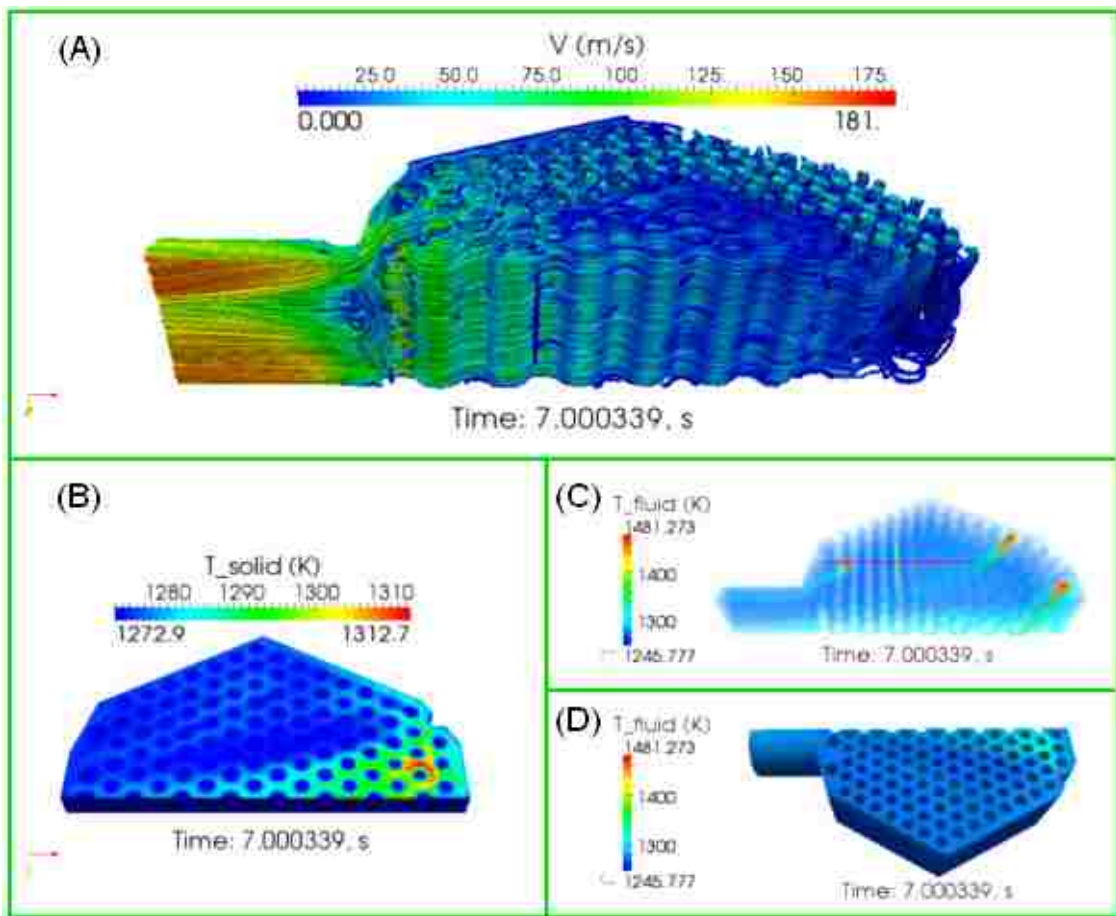 (A)
V (m/s)
25.0 50.0 75.0 100 125 150 175.
0.000 181.
Time: 7.000339, s
(B)
T_solid (K)
1280 1290 1300 1310
1272.9 1312.7
Time: 7.000339, s
(C)
T_fluid (K)
1481.273
1400
1300
1245.777
Time: 7.000339, s
(D)
T_fluid (K)
1481.273
1400
1300
1245.777
Time: 7.000339, s